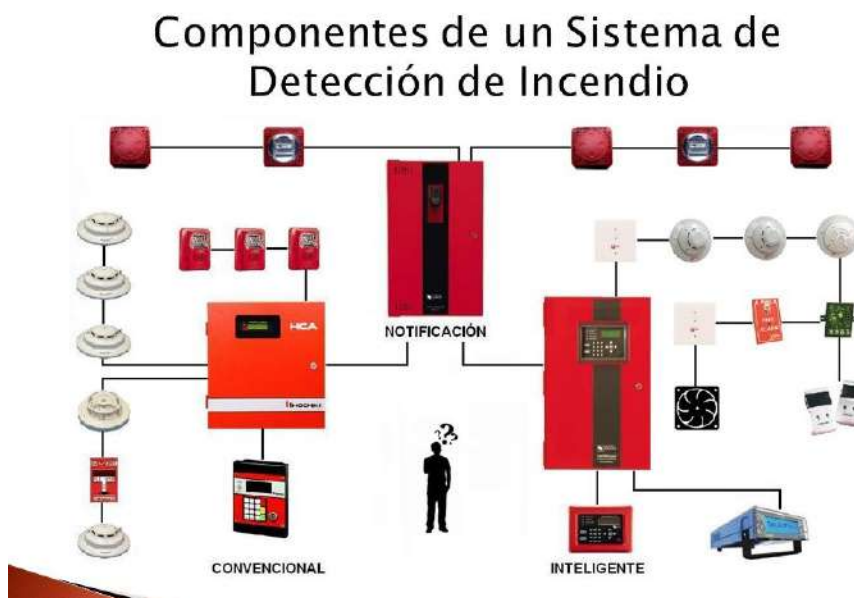 Componentes de un Sistema de
Detección de Incendio
NOTIFICACIÓN
HCA
CONVENCIONAL
INTELIGENTE
???